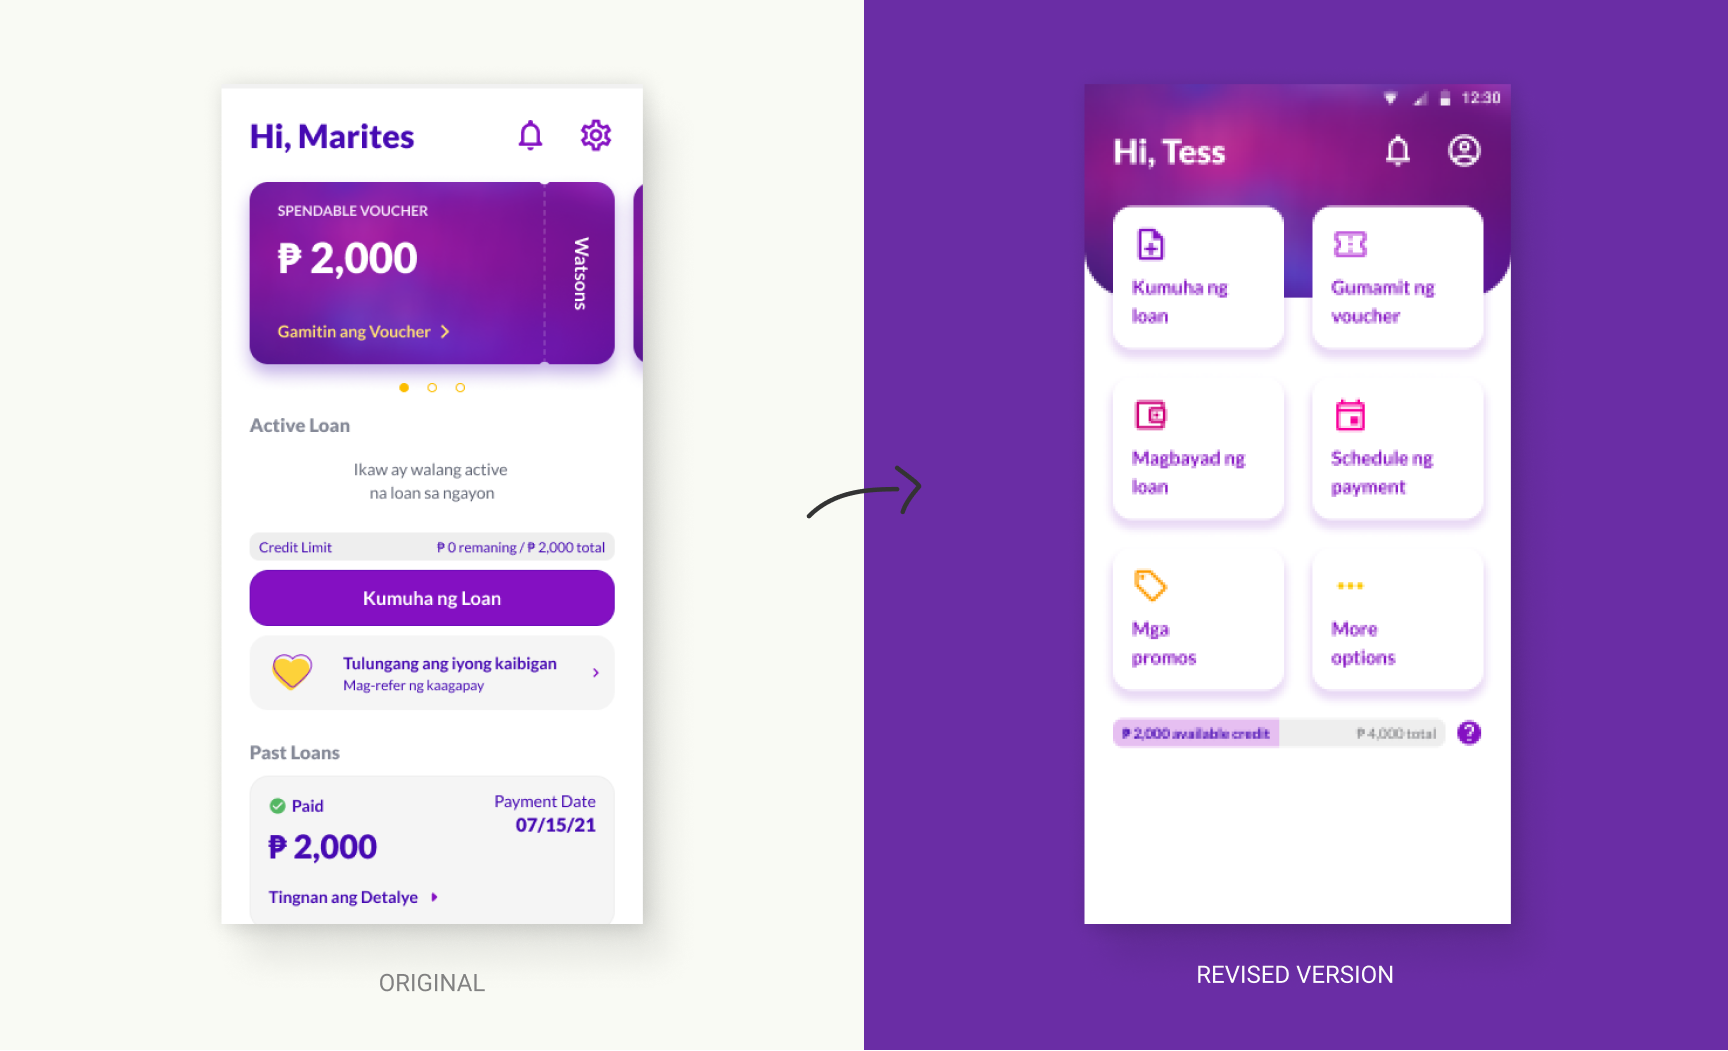 Hi, Marites
SPENDABLE VOUCHER
₱ 2,000
Watsons
Gamitin ang Voucher
Active Loan
Ikaw ay walang active
na loan sa ngayon
Credit Limit ₱ 0 remaning / ₱ 2,000 total
Kumuha ng Loan
Tulungang ang iyong kaibigan
Mag-refer ng kaagapay
Past Loans
Paid
₱ 2,000
Payment Date
07/15/21
Tingnan ang Detalye
ORIGINAL
12:30
Hi, Tess
Kumuha ng
loan
Gumamit ng
voucher
Magbayad ng
loan
Schedule ng
payment
Mga
promos
More
options
₱ 2,000 available credit ₱ 4,000 total
REVISED VERSION